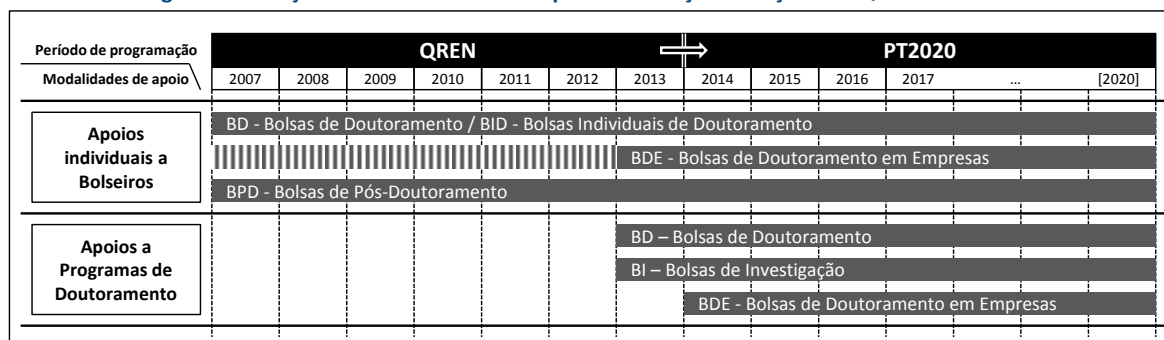 Período de programação
QREN
PT2020
Modalidades de apoio
2007 2008 2009 2010 2011 2012 2013 2014 2015 2016 2017 ... [2020]
Apoios
individuais a
Bolseiros
BD - Bolsas de Doutoramento / BID - Bolsas Individuais de Doutoramento
BDE - Bolsas de Doutoramento em Empresas
BPD - Bolsas de Pós-Doutoramento
Apoios a
Programas de
Doutoramento
BD – Bolsas de Doutoramento
BI – Bolsas de Investigação
BDE - Bolsas de Doutoramento em Empresas